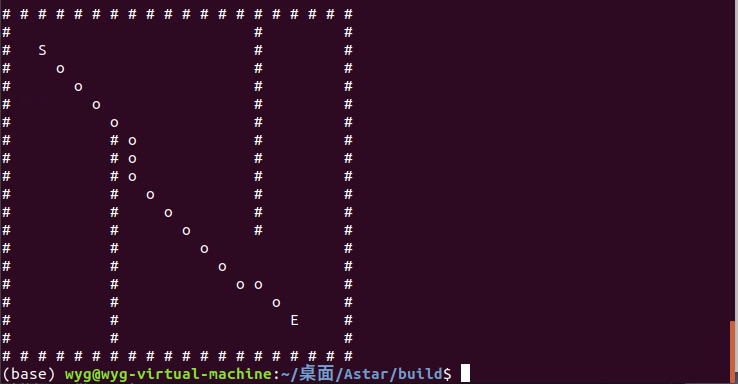 # # # # # # # # # # # # # # # # # # # #
#                           #         #
#   S                       #         #
#     o                     #         #
#       o                   #         #
#         o                 #         #
#           o               #         #
#           # o             #         #
#           # o             #         #
#           # o             #         #
#           #   o           #         #
#           #     o         #         #
#           #       o       #         #
#           #         o               #
#           #           o             #
#           #             o o         #
#           #                 o       #
#           #                   E     #
#           #                         #
# # # # # # # # # # # # # # # # # # # #
(base) wyg@wyg-virtual-machine:~/桌面/Astar/build$